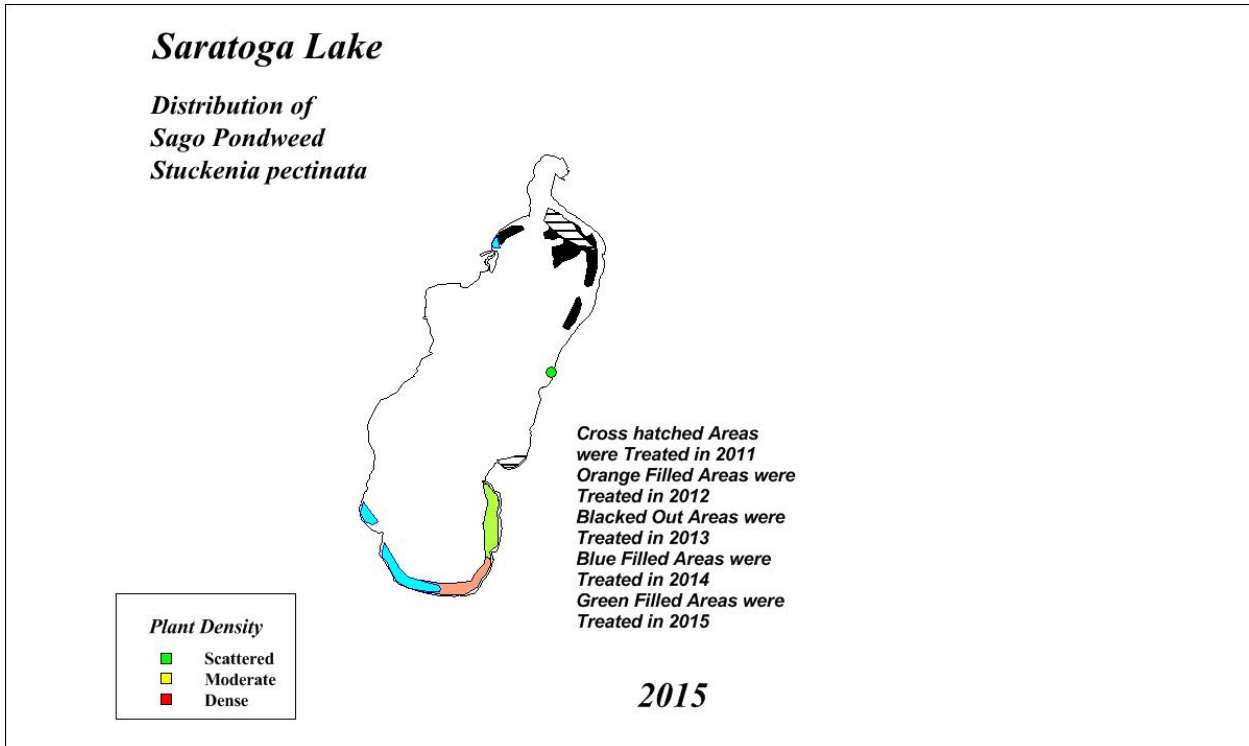 Saratoga Lake
Distribution of
Sago Pondweed
Stuckenia pectinata
Cross hatched Areas
were Treated in 2011
Orange Filled Areas were
Treated in 2012
Blacked Out Areas were
Treated in 2013
Blue Filled Areas were
Treated in 2014
Green Filled Areas were
Treated in 2015
Plant Density
Scattered
Moderate
Dense
2015